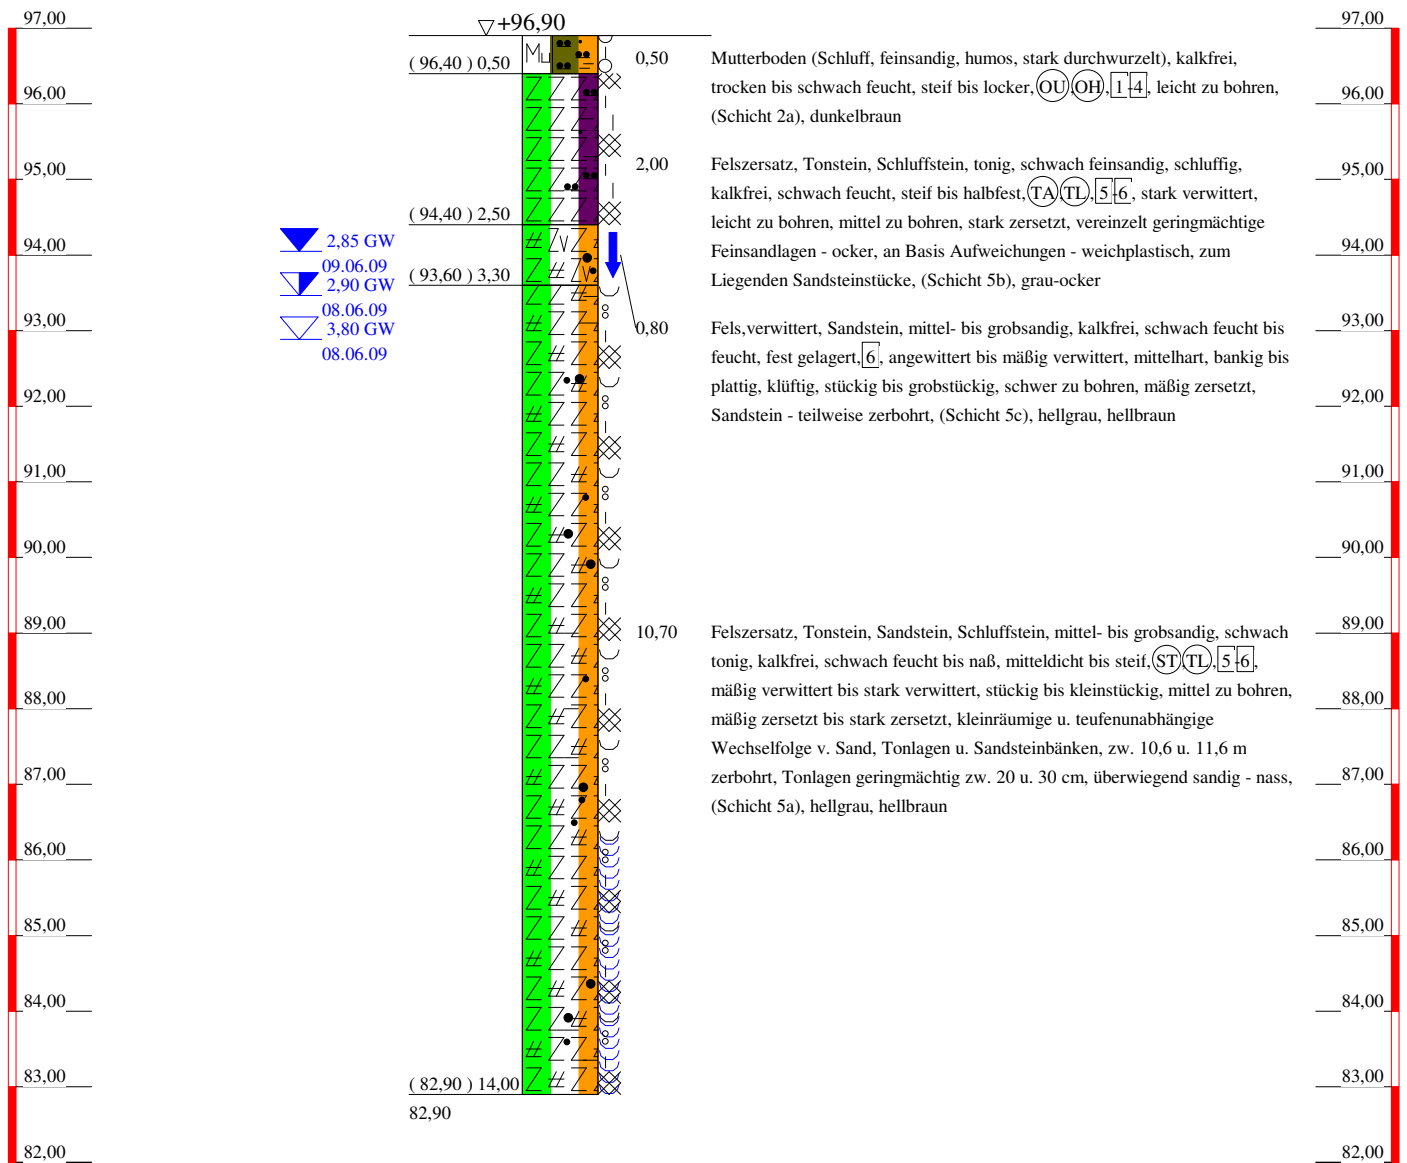 97,00
96,00
95,00
94,00
93,00
92,00
91,00
90,00
89,00
88,00
87,00
86,00
85,00
84,00
83,00
82,00
+96,90
Mu
( 96,40 ) 0,50
( 94,40 ) 2,50
( 93,60 ) 3,30
( 82,90 ) 14,00
82,90
2,85 GW
09.06.09
2,90 GW
08.06.09
3,80 GW
08.06.09
0,50
Mutterboden (Schluff, feinsandig, humos, stark durchwurzelt), kalkfrei,
trocken bis schwach feucht, steif bis locker, OU, OH, 1-4, leicht zu bohren,
(Schicht 2a), dunkelbraun
2,00
Felszersatz, Tonstein, Schluffstein, tonig, schwach feinsandig, schluffig,
kalkfrei, schwach feucht, steif bis halbfest, TA, TL, 5-6, stark verwittert,
leicht zu bohren, mittel zu bohren, stark zersetzt, vereinzelt geringmächtige
Feinsandlagen - ocker, an Basis Aufweichungen - weichplastisch, zum
Liegenden Sandsteinstücke, (Schicht 5b), grau-ocker
0,80
Fels,verwittert, Sandstein, mittel- bis grobsandig, kalkfrei, schwach feucht bis
feucht, fest gelagert, 6, angewittert bis mäßig verwittert, mittelhart, bankig bis
plattig, klüftig, stückig bis grobstückig, schwer zu bohren, mäßig zersetzt,
Sandstein - teilweise zerbohrt, (Schicht 5c), hellgrau, hellbraun
10,70
Felszersatz, Tonstein, Sandstein, Schluffstein, mittel- bis grobsandig, schwach
tonig, kalkfrei, schwach feucht bis naß, mitteldicht bis steif, ST, TL, 5-6,
mäßig verwittert bis stark verwittert, stückig bis kleinstückig, mittel zu bohren,
mäßig zersetzt bis stark zersetzt, kleinräumige u. teufenunabhängige
Wechselfolge v. Sand, Tonlagen u. Sandsteinbänken, zw. 10,6 u. 11,6 m
zerbohrt, Tonlagen geringmächtig zw. 20 u. 30 cm, überwiegend sandig - nass,
(Schicht 5a), hellgrau, hellbraun
97,00
96,00
95,00
94,00
93,00
92,00
91,00
90,00
89,00
88,00
87,00
86,00
85,00
84,00
83,00
82,00